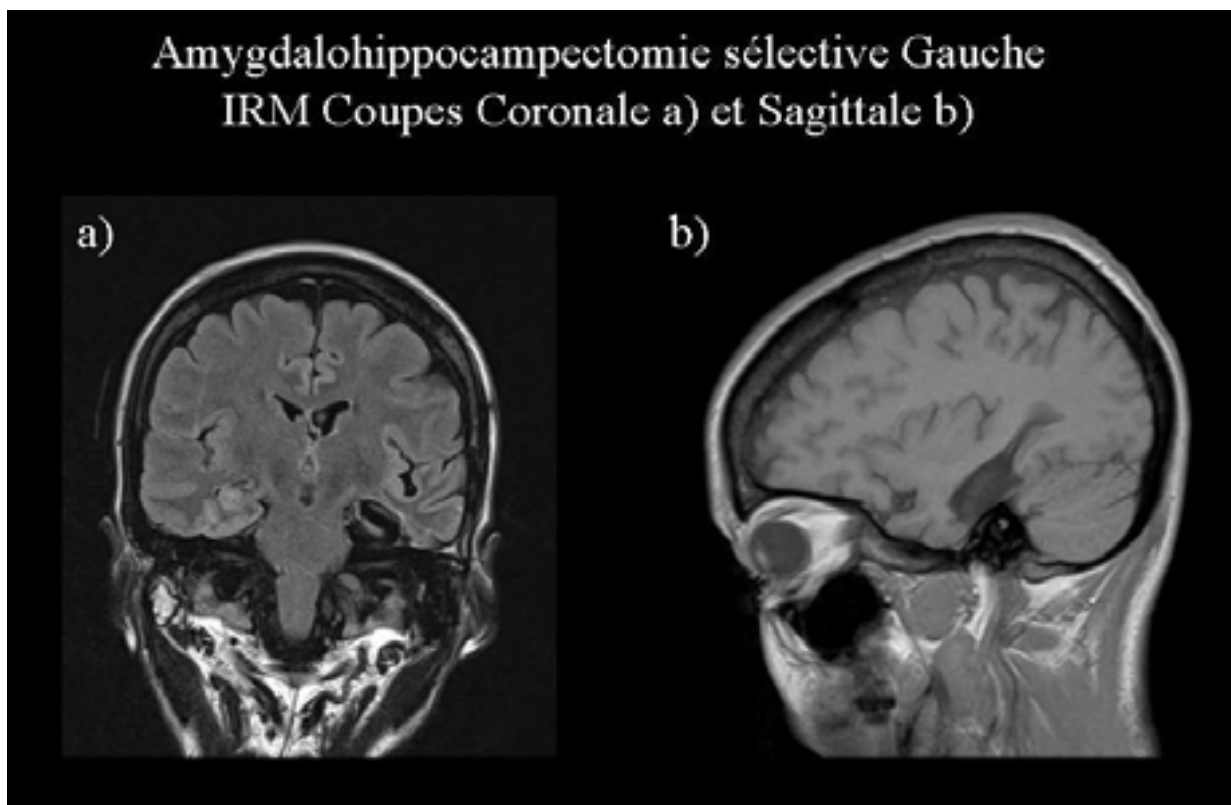 Amygdalohippocampectomie sélective Gauche
IRM Coupes Coronale a) et Sagittale b)
a)
b)